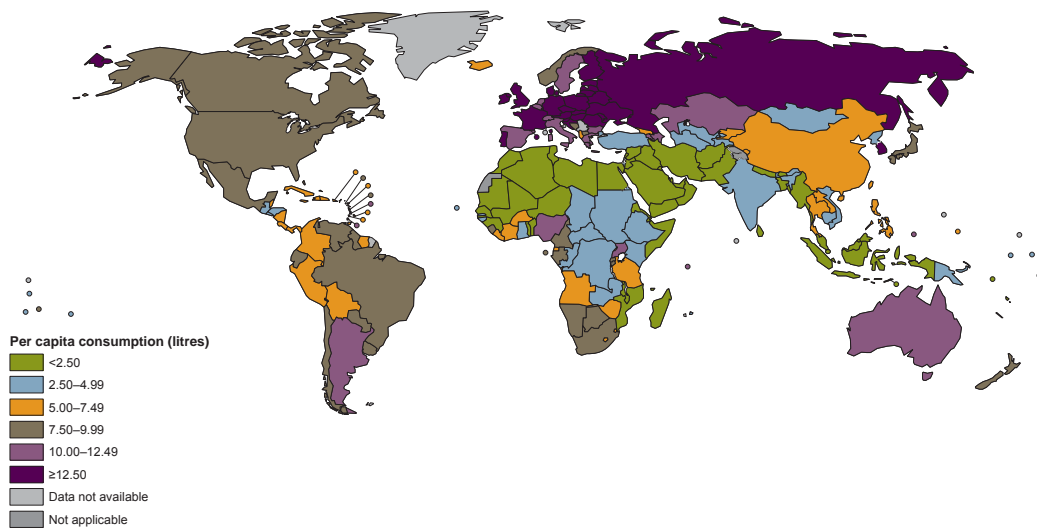 Per capita consumption (litres)
<2.50
2.50–4.99
5.00–7.49
7.50–9.99
10.00–12.49
≥12.50
Data not available
Not applicable